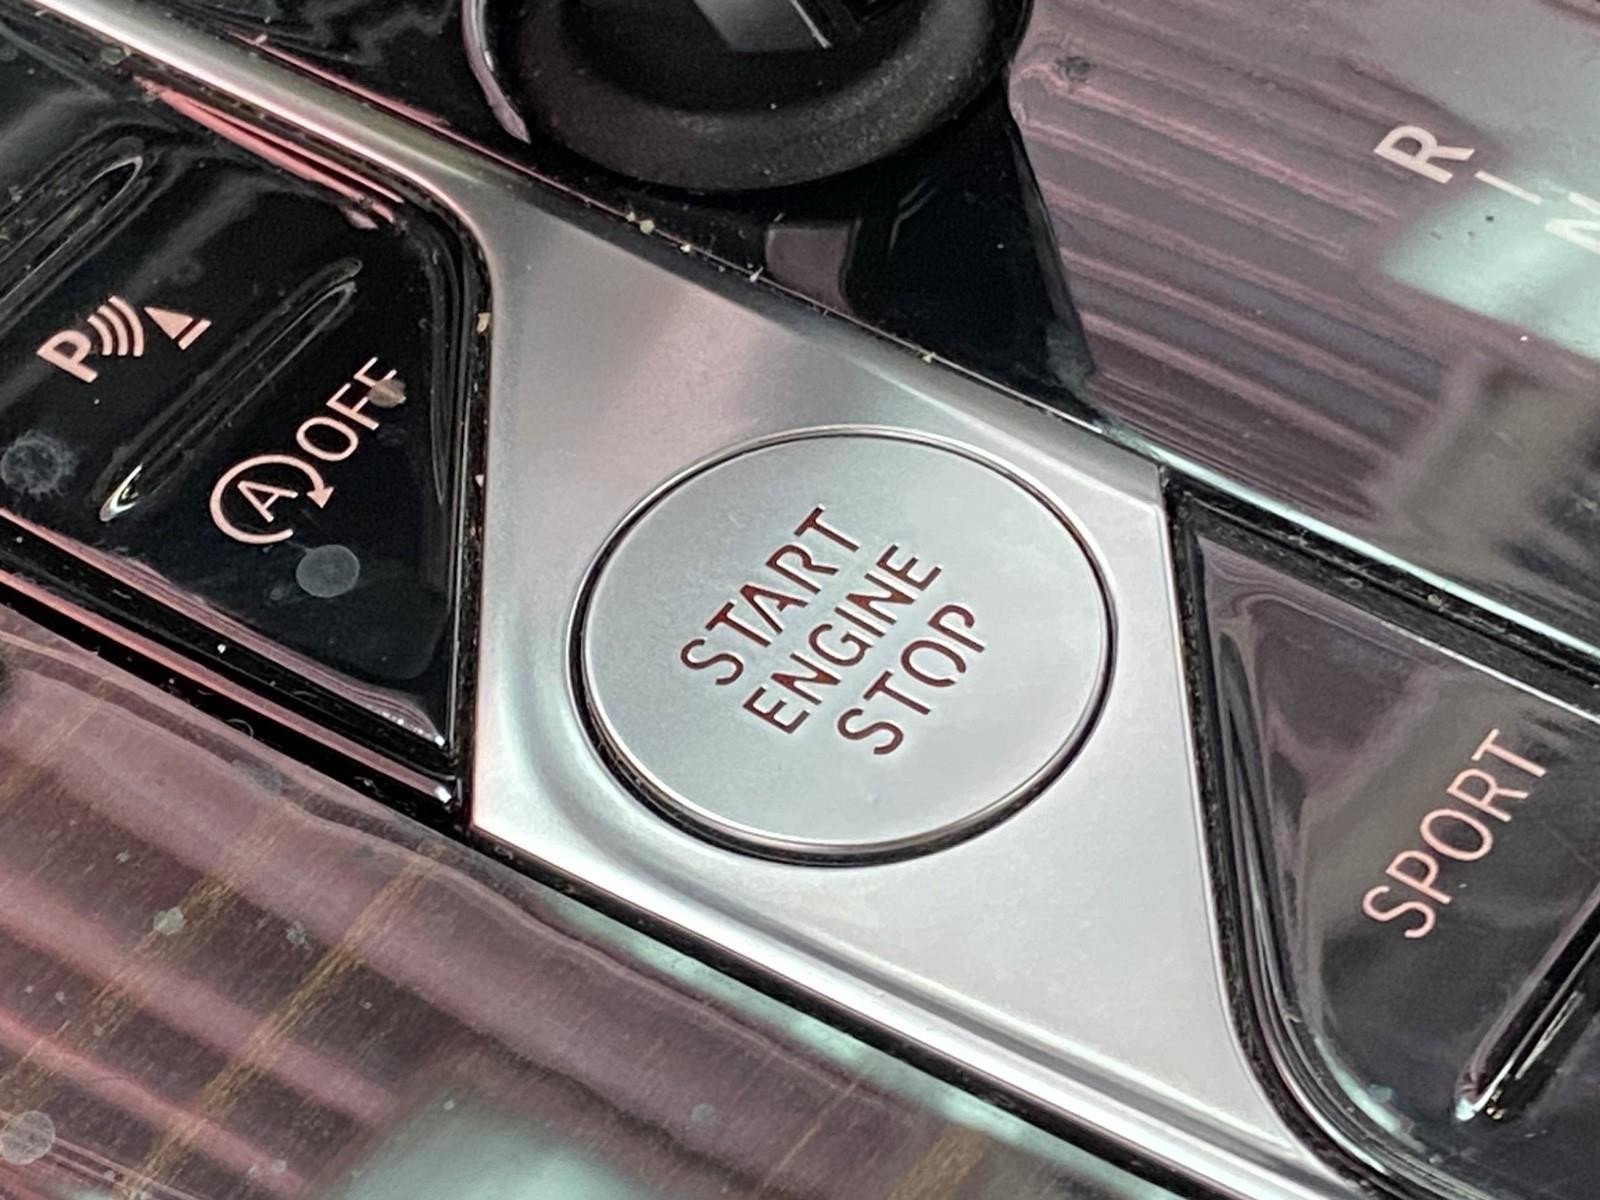 R
N
P
A OFF
START
ENGINE
STOP
SPORT